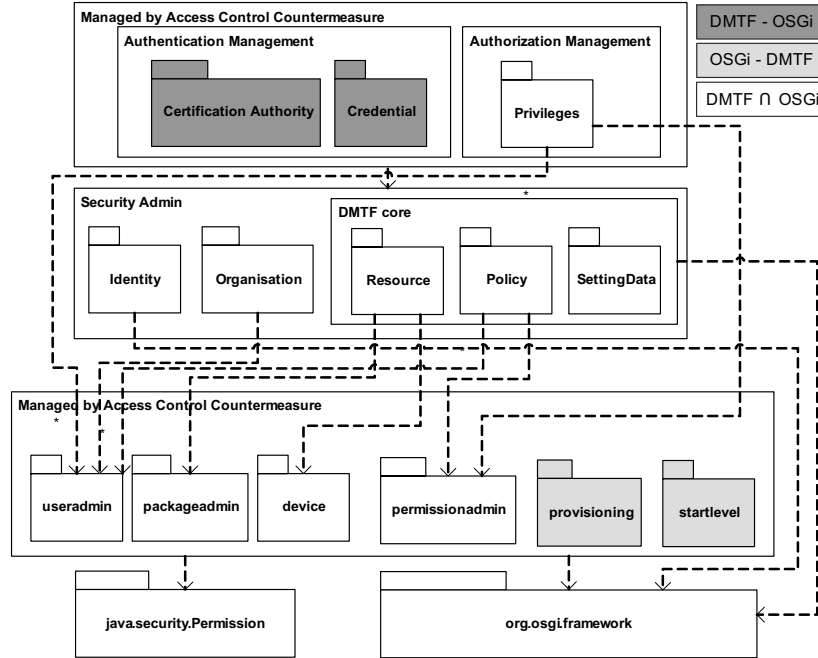 Managed by Access Control Countermeasure
DMTF - OSGi
Authentication Management
Authorization Management
OSGi - DMTF
Certification Authority
Credential
Privileges
DMTF ∩ OSGi
*
Security Admin
DMTF core
Identity
Organisation
Resource
Policy
SettingData
*
Managed by Access Control Countermeasure
*
*
useradmin
packageadmin
device
permissionadmin
provisioning
startlevel
java.security.Permission
org.osgi.framework